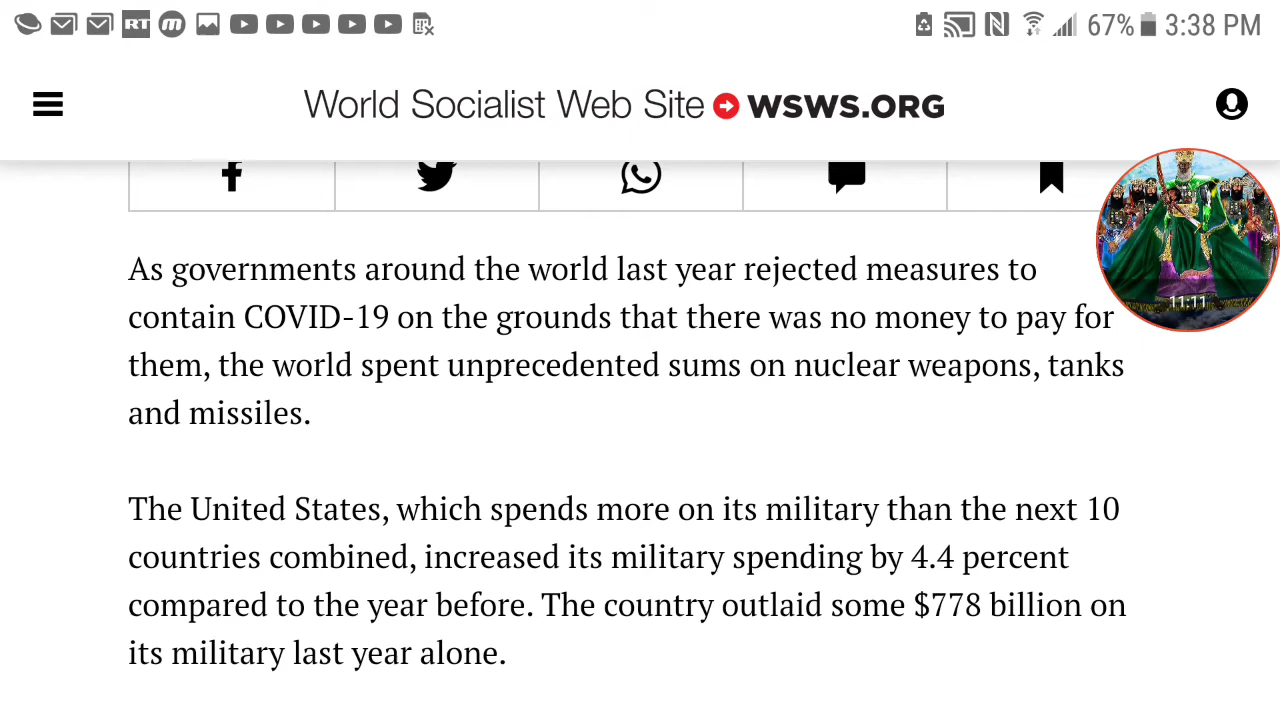 RT
m
67% 3:38 PM
World Socialist Web Site WSWS.ORG
As governments around the world last year rejected measures to
contain COVID-19 on the grounds that there was no money to pay for
them, the world spent unprecedented sums on nuclear weapons, tanks
and missiles.
11:11
The United States, which spends more on its military than the next 10
countries combined, increased its military spending by 4.4 percent
compared to the year before. The country outlaid some $778 billion on
its military last year alone.